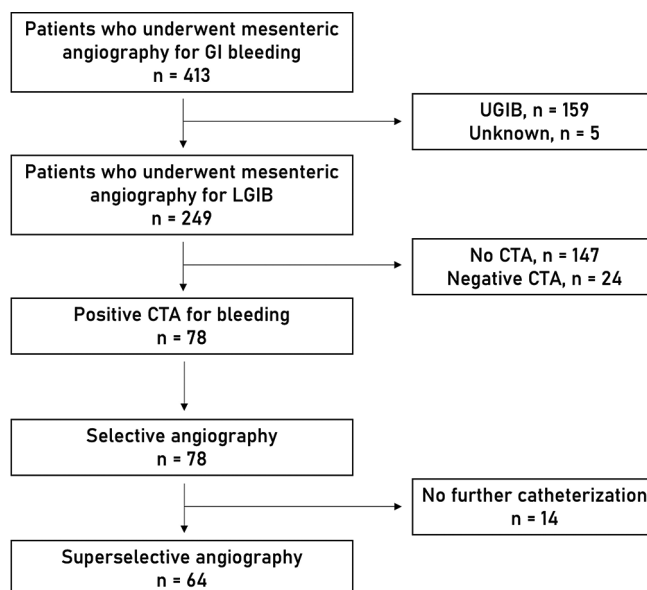 Patients who underwent mesenteric
angiography for GI bleeding
n = 413
UGIB, n = 159
Unknown, n = 5
Patients who underwent mesenteric
angiography for LGIB
n = 249
No CTA, n = 147
Negative CTA, n = 24
Positive CTA for bleeding
n = 78
Selective angiography
n = 78
No further catheterization
n = 14
Superselective angiography
n = 64